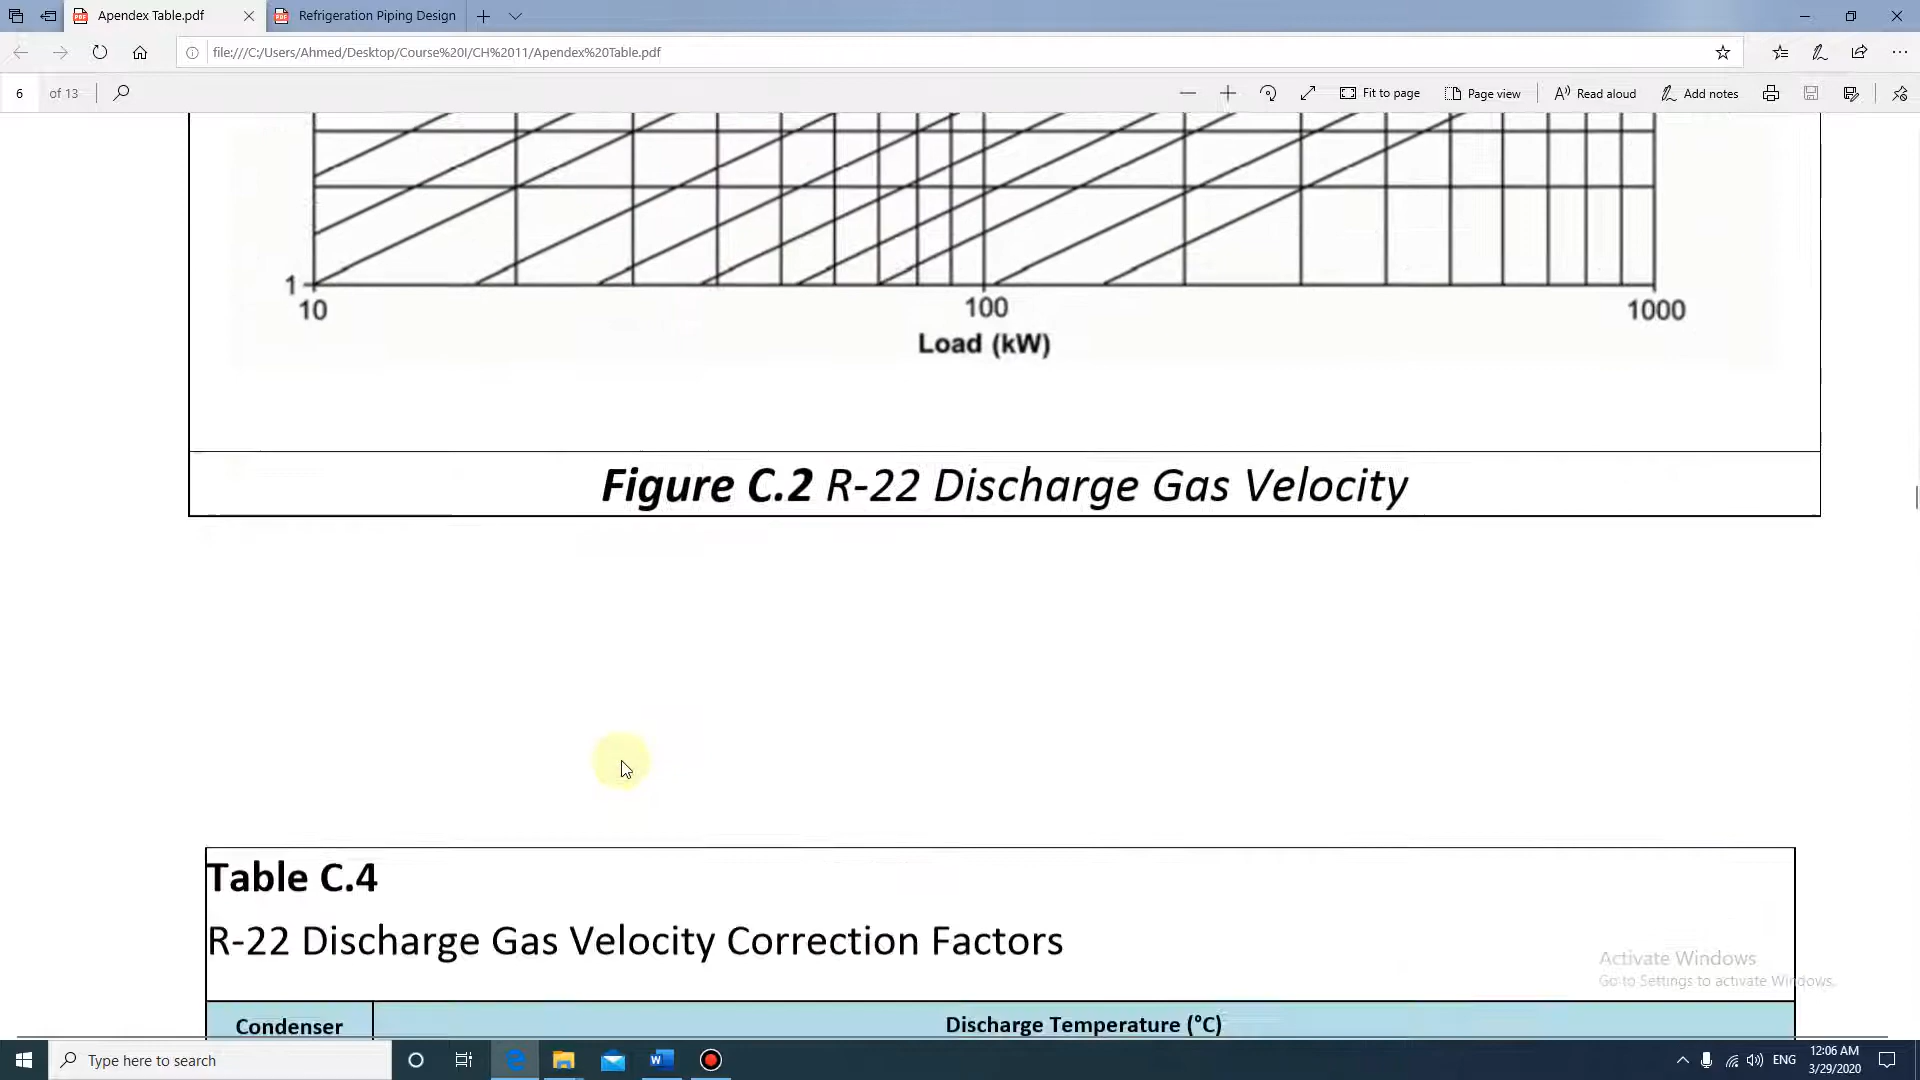 Apendex Table.pdf
Refrigeration Piping Design
file:///C:/Users/Ahmed/Desktop/Course%20I/CH%2011/Apendex%20Table.pdf
6 of 13
Fit to page
Page view
Read aloud
Add notes
1
10
100
1000
Load (kW)
Figure C.2 R-22 Discharge Gas Velocity
Table C.4
R-22 Discharge Gas Velocity Correction Factors
Condenser
Discharge Temperature (°C)
Activate Windows
Go to Settings to activate Windows.
Type here to search
ENG
12:06 AM
3/29/2020